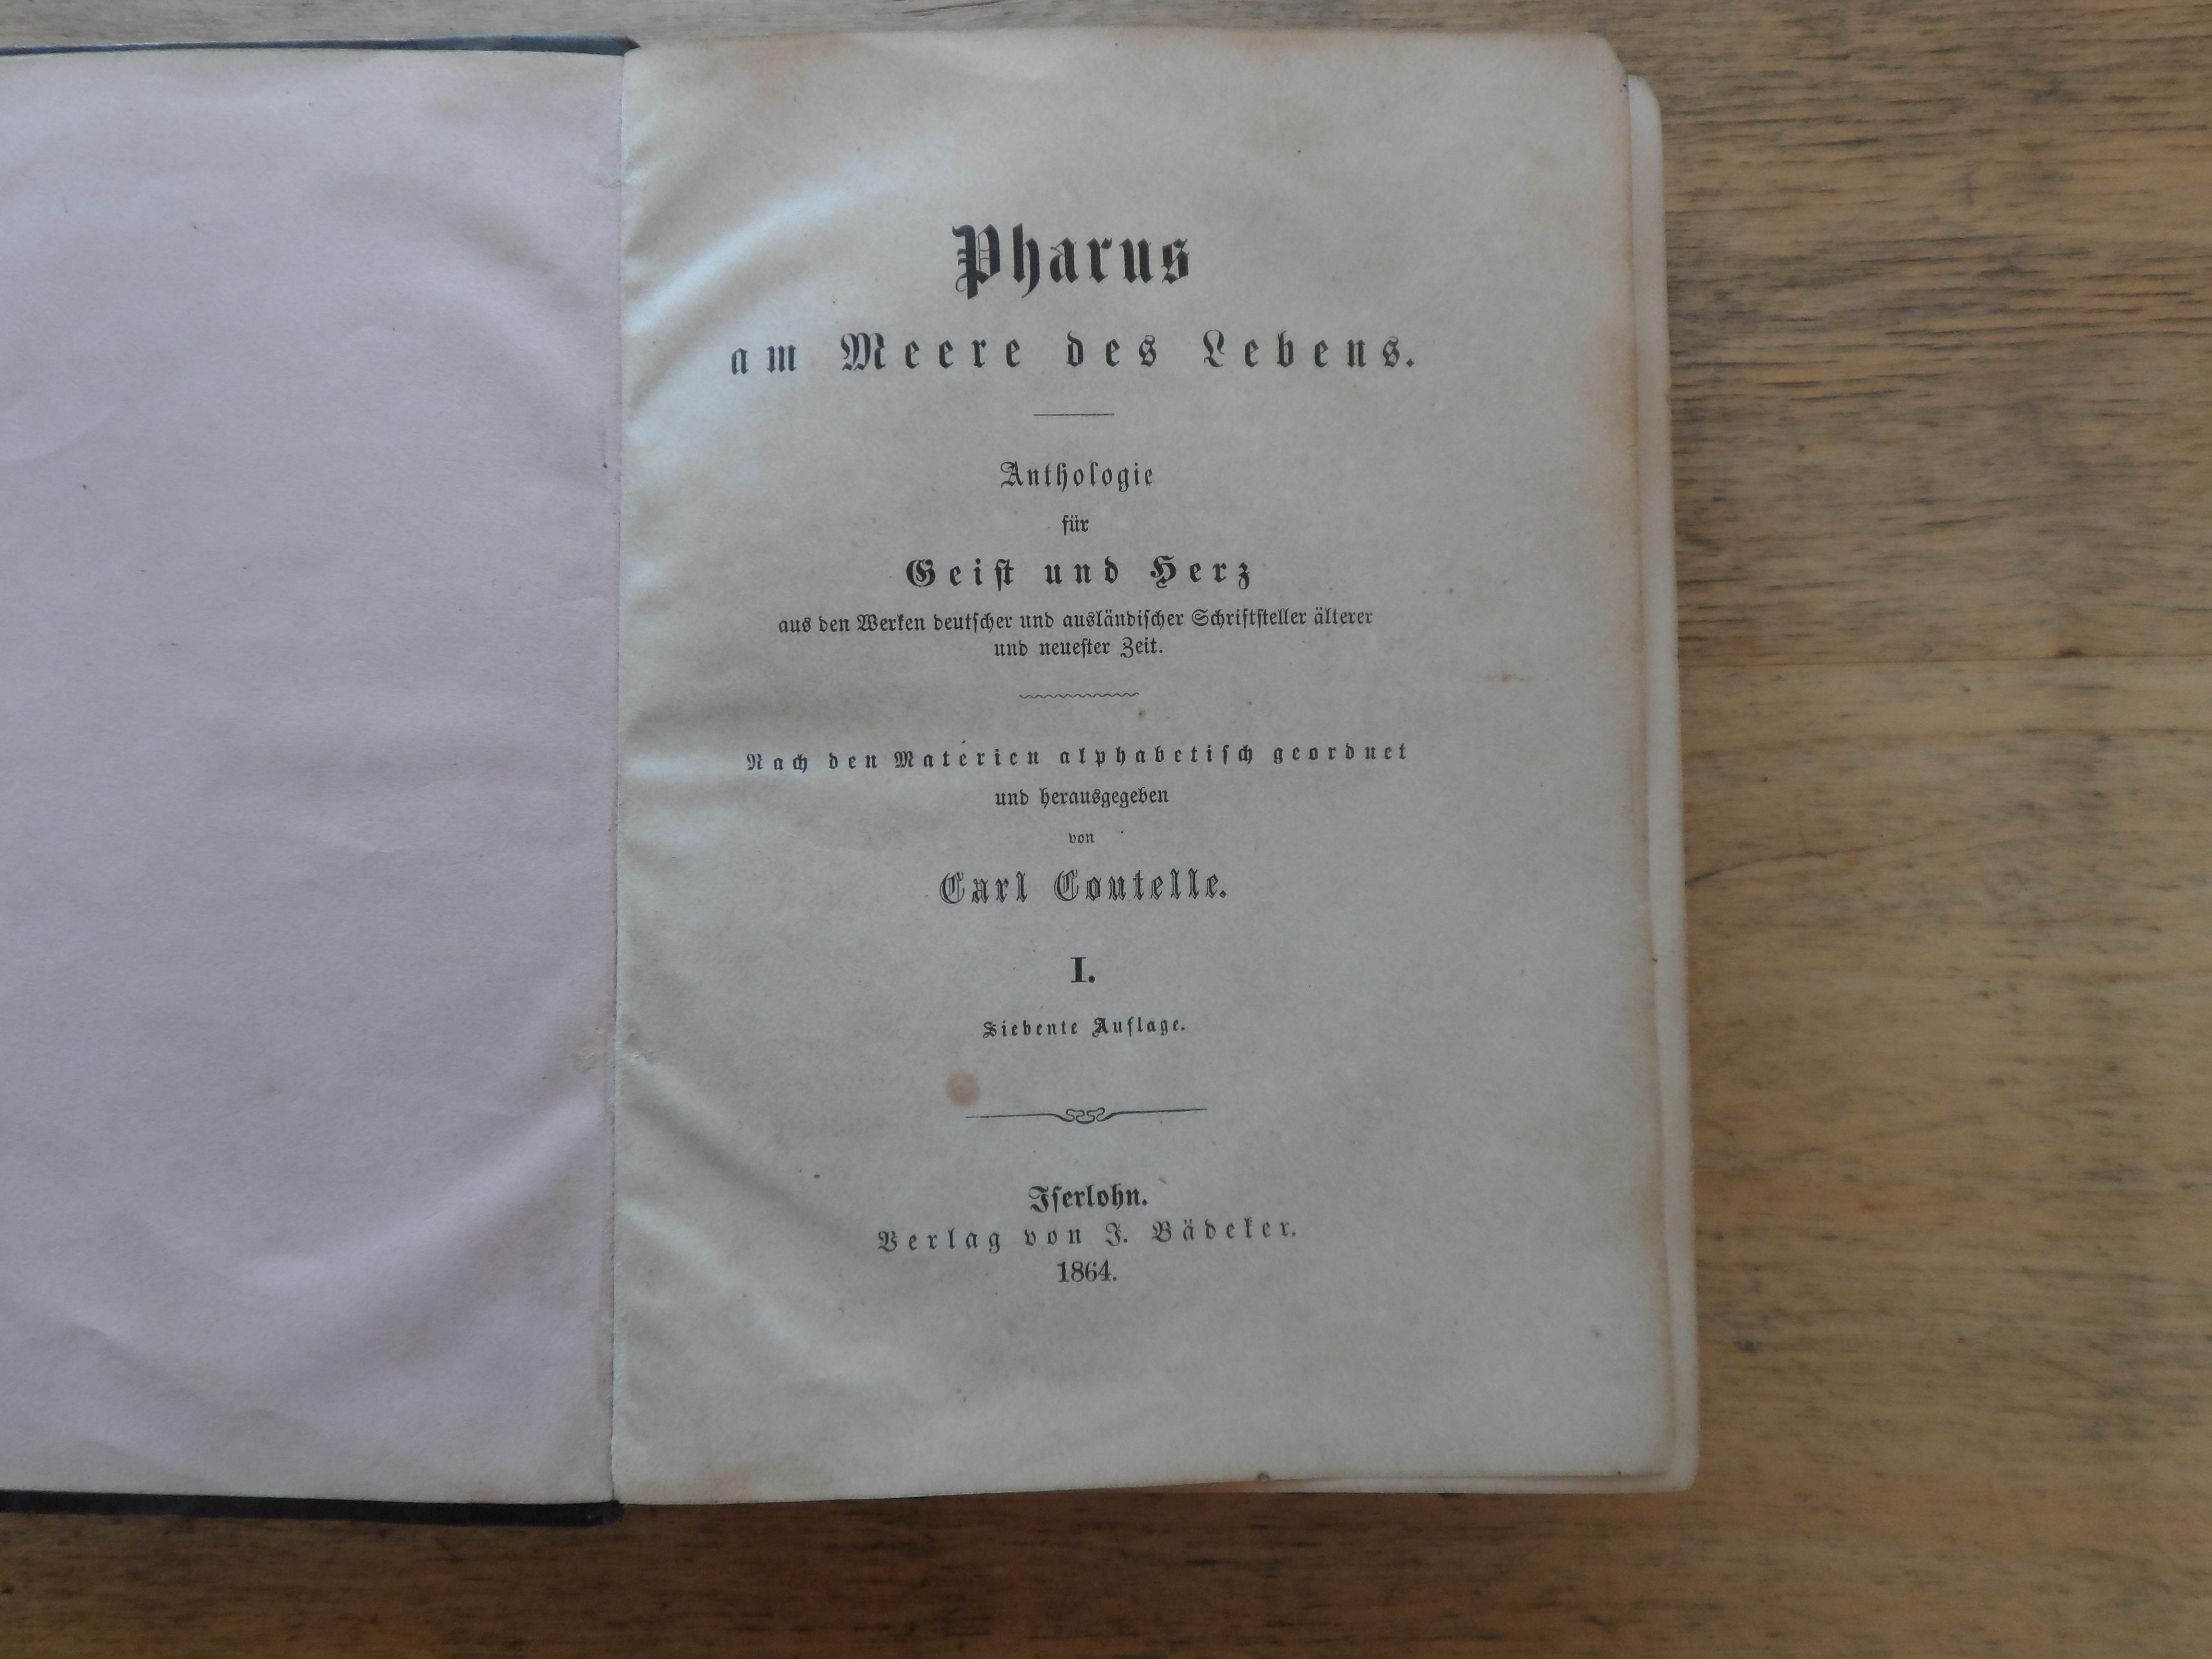 Pharus
am Meere des Lebens.
Anthologie
für
Geiſt und Herz
aus den Werken deutſcher und ausländiſcher Schriftſteller älterer
und neueſter Zeit.
Nach den Materien alphabetiſch geordnet
und herausgegeben
von
Carl Coutelle.
I.
Siebente Auflage.
Iſerlohn.
Verlag von J. Bädeker.
1864.